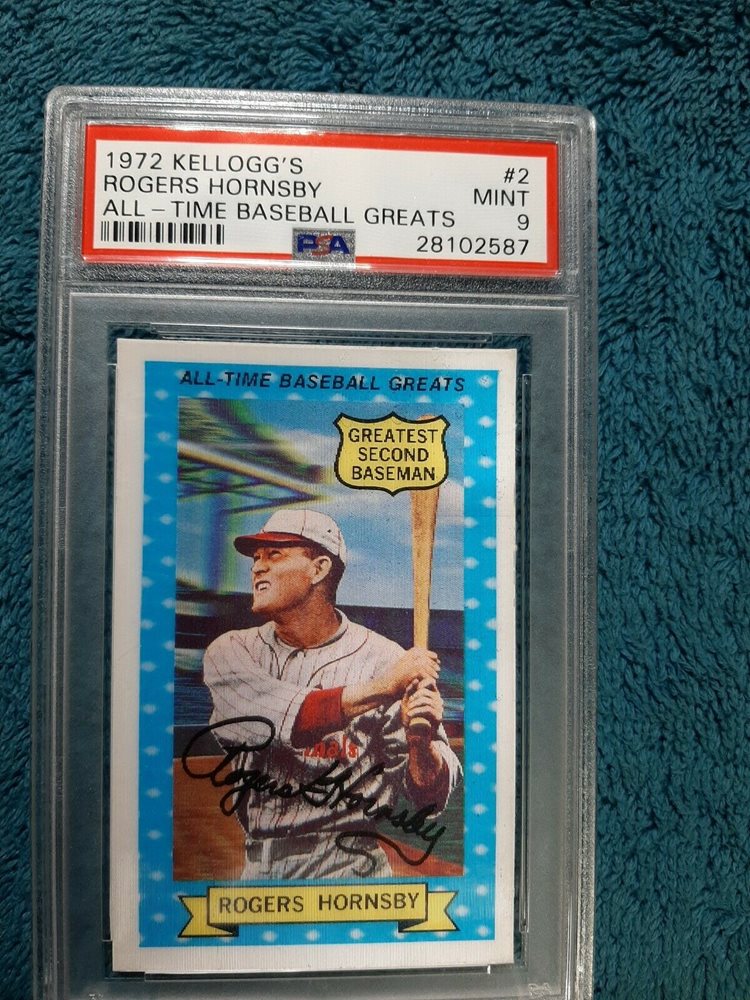 1972 KELLOGG'S #2
ROGERS HORNSBY MINT
ALL-TIME BASEBALL GREATS 9
PSA 28102587
ALL-TIME BASEBALL GREATS
GREATEST
SECOND
BASEMAN
nals
Rogers Hornsby
ROGERS HORNSBY